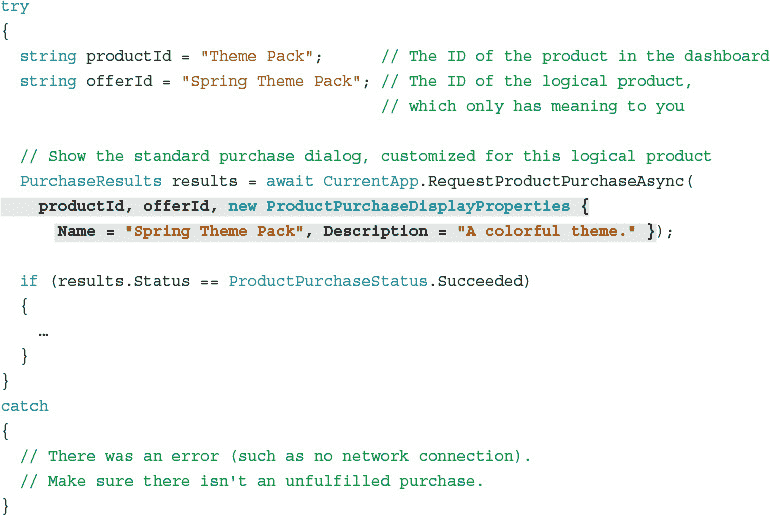 try
{
  string productId = "Theme Pack";      // The ID of the product in the dashboard
  string offerId = "Spring Theme Pack"; // The ID of the logical product,
                                        // which only has meaning to you

  // Show the standard purchase dialog, customized for this logical product
  PurchaseResults results = await CurrentApp.RequestProductPurchaseAsync(
    productId, offerId, new ProductPurchaseDisplayProperties {
      Name = "Spring Theme Pack", Description = "A colorful theme." });

  if (results.Status == ProductPurchaseStatus.Succeeded)
  {
    …
  }
}
catch
{
  // There was an error (such as no network connection).
  // Make sure there isn't an unfulfilled purchase.
}